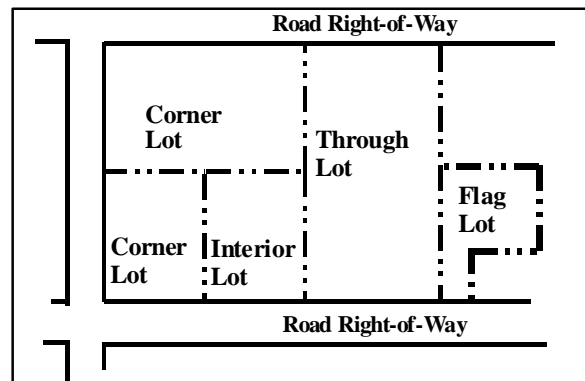 Road Right-of-Way
Corner
Lot
Through
Lot
Flag
Lot
Corner
Lot
Interior
Lot
Road Right-of-Way